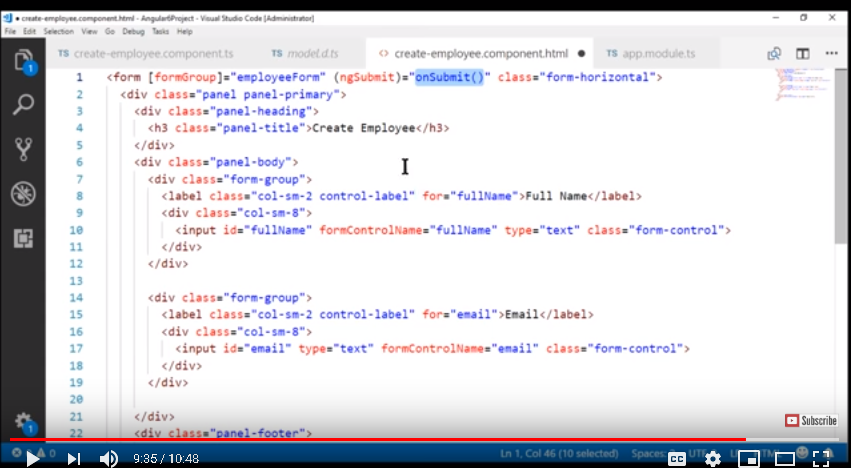 create-employee.component.html - Angular6Project - Visual Studio Code [Administrator]
File Edit Selection View Go Debug Tasks Help
TS create-employee.component.ts TS model.d.ts <> create-employee.component.html TS app.module.ts
1 <form [formGroup]="employeeForm" (ngSubmit)="onSubmit()" class="form-horizontal">
2 <div class="panel panel-primary">
3 <div class="panel-heading">
4 <h3 class="panel-title">Create Employee</h3>
5 </div>
6 <div class="panel-body">
7 <div class="form-group">
8 <label class="col-sm-2 control-label" for="fullName">Full Name</label>
9 <div class="col-sm-8">
10 <input id="fullName" formControlName="fullName" type="text" class="form-control">
11 </div>
12 </div>
13
14 <div class="form-group">
15 <label class="col-sm-2 control-label" for="email">Email</label>
16 <div class="col-sm-8">
17 <input id="email" type="text" formControlName="email" class="form-control">
18 </div>
19 </div>
20
21 </div>
22 <div class="panel-footer">
1
1
Subscribe
0 Ln 1, Col 46 (10 selected) Spaces:
9:35 / 10:48 CC